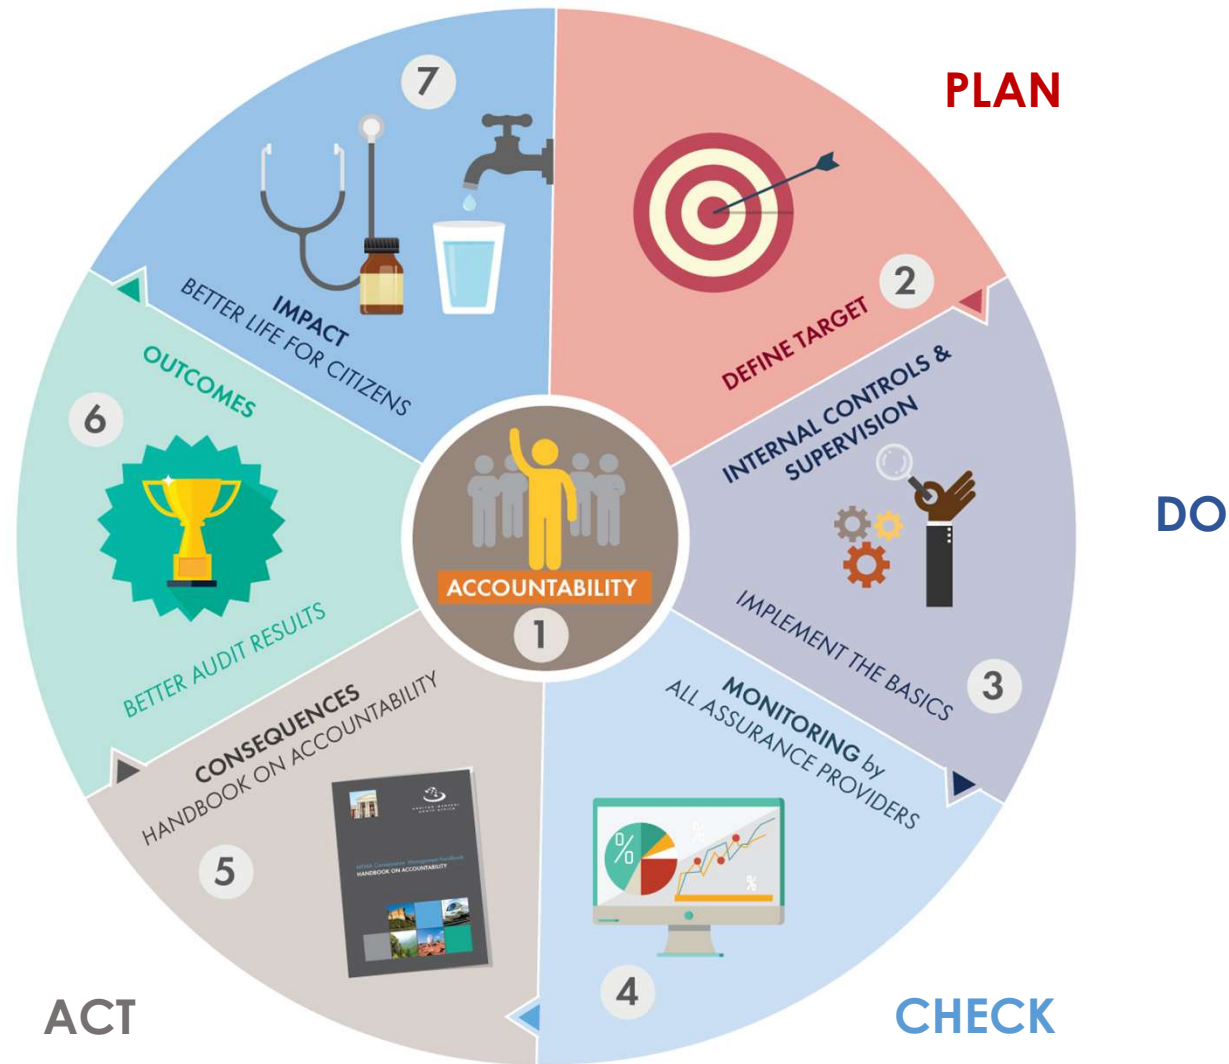 PLAN
DO
CHECK
ACT
1
ACCOUNTABILITY
2
DEFINE TARGET
INTERNAL CONTROLS &
SUPERVISION
IMPLEMENT THE BASICS
3
MONITORING by
ALL ASSURANCE PROVIDERS
%
%
%
4
CONSEQUENCES
HANDBOOK ON ACCOUNTABILITY
HANDBOOK ON ACCOUNTABILITY
5
OUTCOMES
6
BETTER AUDIT RESULTS
7
IMPACT
BETTER LIFE FOR CITIZENS